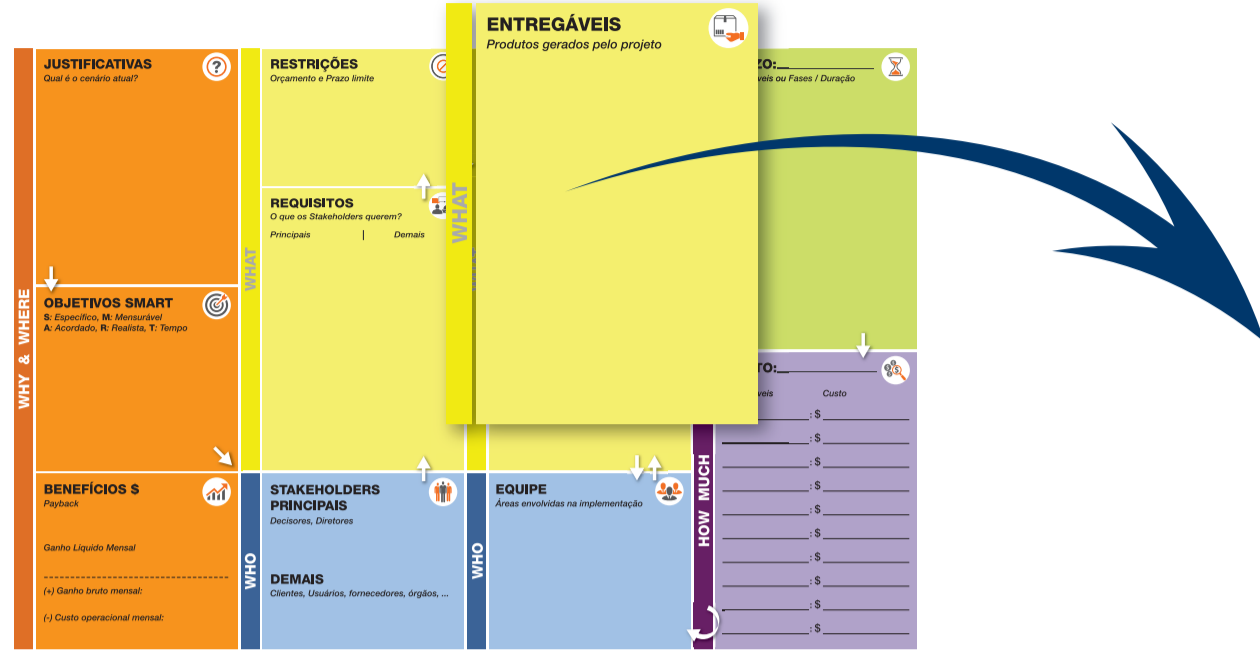 WHY & WHERE
JUSTIFICATIVAS
Qual é o cenário atual?
OBJETIVOS SMART
S: Específico, M: Mensurável
A: Acordado, R: Realista, T: Tempo
BENEFÍCIOS $
Payback
Ganho Líquido Mensal
(+) Ganho bruto mensal:
(-) Custo operacional mensal:
WHAT
RESTRIÇÕES
Orçamento e Prazo limite
REQUISITOS
O que os Stakeholders querem?
Principais | Demais
WHO
STAKEHOLDERS
PRINCIPAIS
Decisores, Diretores
DEMAIS
Clientes, Usuários, fornecedores, órgãos, ...
WHAT
ENTREGÁVEIS
Produtos gerados pelo projeto
WHO
EQUIPE
Áreas envolvidas na implementação
ZO:
veis ou Fases / Duração
HOW MUCH
TO:
veis Custo
: $
: $
: $
: $
: $
: $
: $
: $
: $
: $